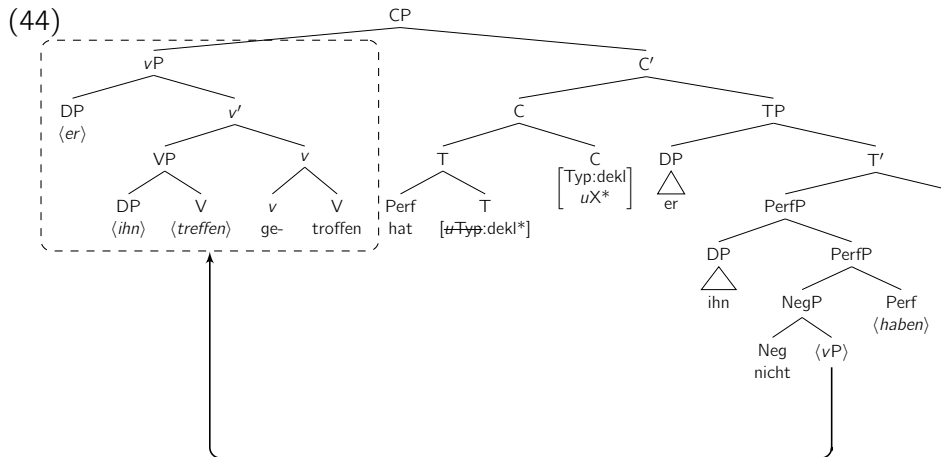 (44)
CP
vP C′
DP v′ C TP
⟨er⟩
VP v T C DP T′
[Typ:dekl
uX*]
er
DP V v V Perf T PerfP
⟨ihn⟩ ⟨treffen⟩ ge- troffen hat [uTyp:dekl*]
DP PerfP
ihn NegP Perf
⟨haben⟩
Neg ⟨vP⟩
nicht